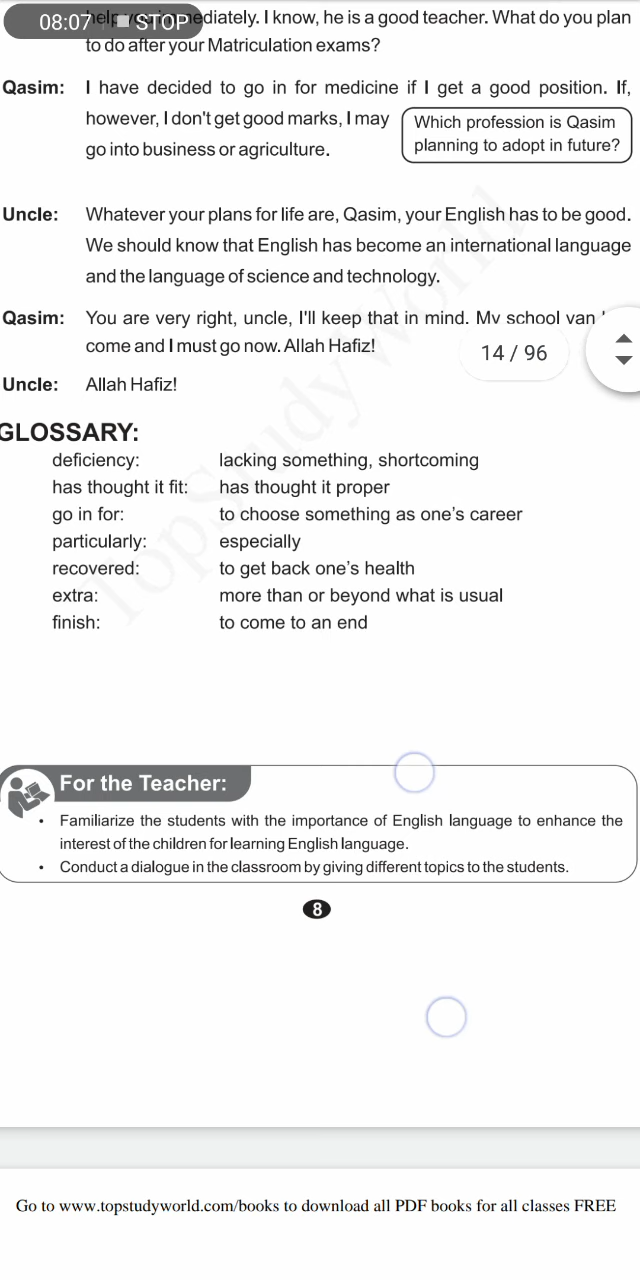 08:07 STOP
help you immediately. I know, he is a good teacher. What do you plan
to do after your Matriculation exams?
Qasim: I have decided to go in for medicine if I get a good position. If,
however, I don't get good marks, I may
go into business or agriculture.
Which profession is Qasim
planning to adopt in future?
Uncle: Whatever your plans for life are, Qasim, your English has to be good.
We should know that English has become an international language
and the language of science and technology.
Qasim: You are very right, uncle, I'll keep that in mind. My school van
come and I must go now. Allah Hafiz!
14 / 96
Uncle: Allah Hafiz!
GLOSSARY:
deficiency: lacking something, shortcoming
has thought it fit: has thought it proper
go in for: to choose something as one's career
particularly: especially
recovered: to get back one's health
extra: more than or beyond what is usual
finish: to come to an end
TopStudyWorld
For the Teacher:
• Familiarize the students with the importance of English language to enhance the
interest of the children for learning English language.
• Conduct a dialogue in the classroom by giving different topics to the students.
8
Go to www.topstudyworld.com/books to download all PDF books for all classes FREE